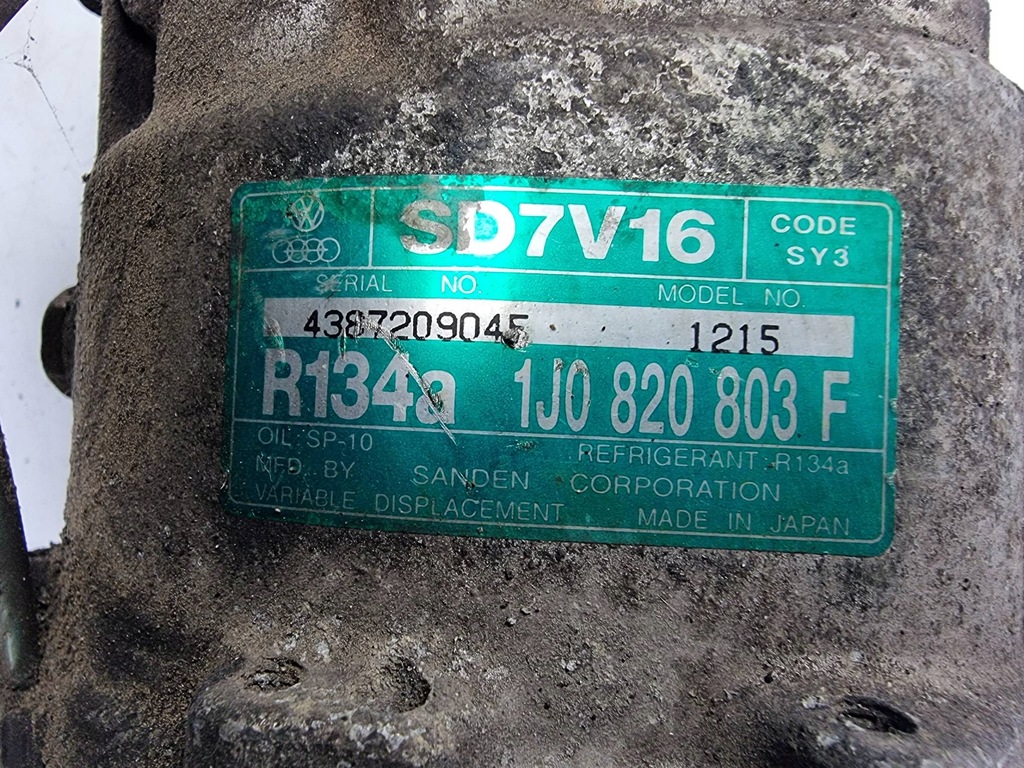 SD7V16
CODE
SY3
SERIAL NO.
MODEL NO.
4387209045 1215
R134a 1J0 820 803 F
OIL: SP-10
REFRIGERANT: R134a
MFD BY SANDEN CORPORATION
VARIABLE DISPLACEMENT MADE IN JAPAN